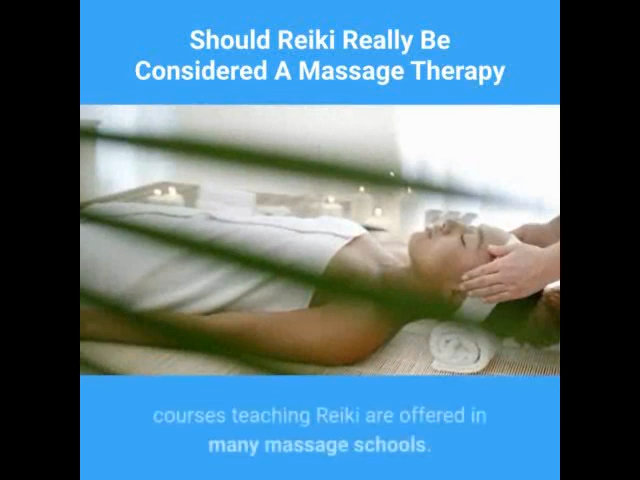 Should Reiki Really Be
Considered A Massage Therapy
courses teaching Reiki are offered in
many massage schools.